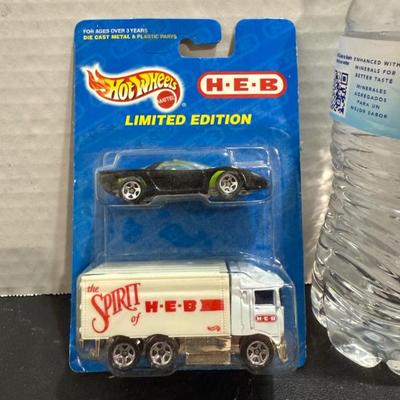 FOR AGES OVER 3 YEARS
DIE CAST METAL & PLASTIC PARTS
Hot Wheels
MATTEL
H-E-B
LIMITED EDITION
the
SPIRIT
of
H-E-B
H-E-B
ENHANCED WITH
MINERALS FOR
BETTER TASTE
MINERALES
AGREGADOS
PARA UN
MEJOR SABOR